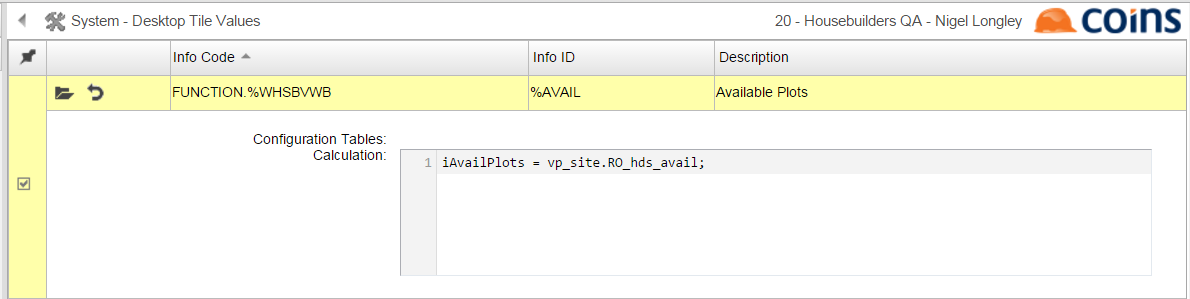 System - Desktop Tile Values
20 - Housebuilders QA - Nigel Longley
coins
Info Code
Info ID
Description
FUNCTION.%WHSBVWB
%AVAIL
Available Plots
Configuration Tables:
Calculation:
1 iAvailPlots = vp_site.RO_hds_avail;